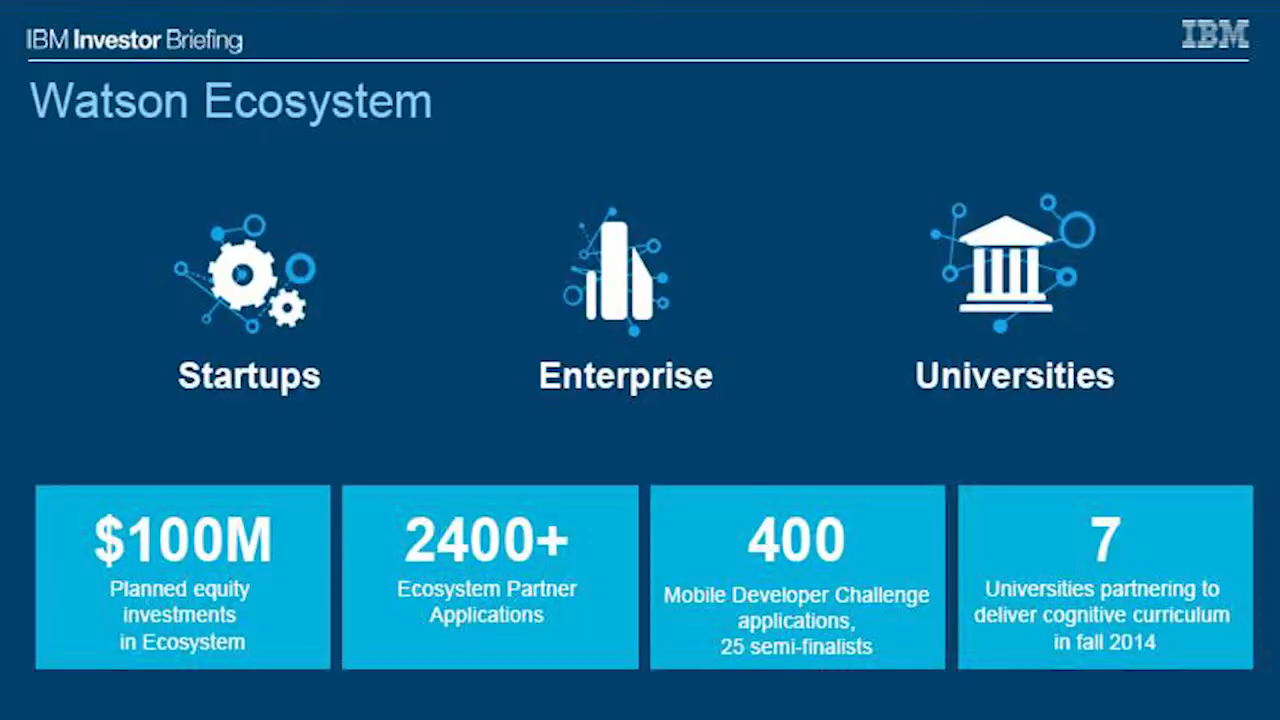 IBM Investor Briefing
IBM
Watson Ecosystem
Startups
Enterprise
Universities
$100M
Planned equity
investments
in Ecosystem
2400+
Ecosystem Partner
Applications
400
Mobile Developer Challenge
applications,
25 semi-finalists
7
Universities partnering to
deliver cognitive curriculum
in fall 2014